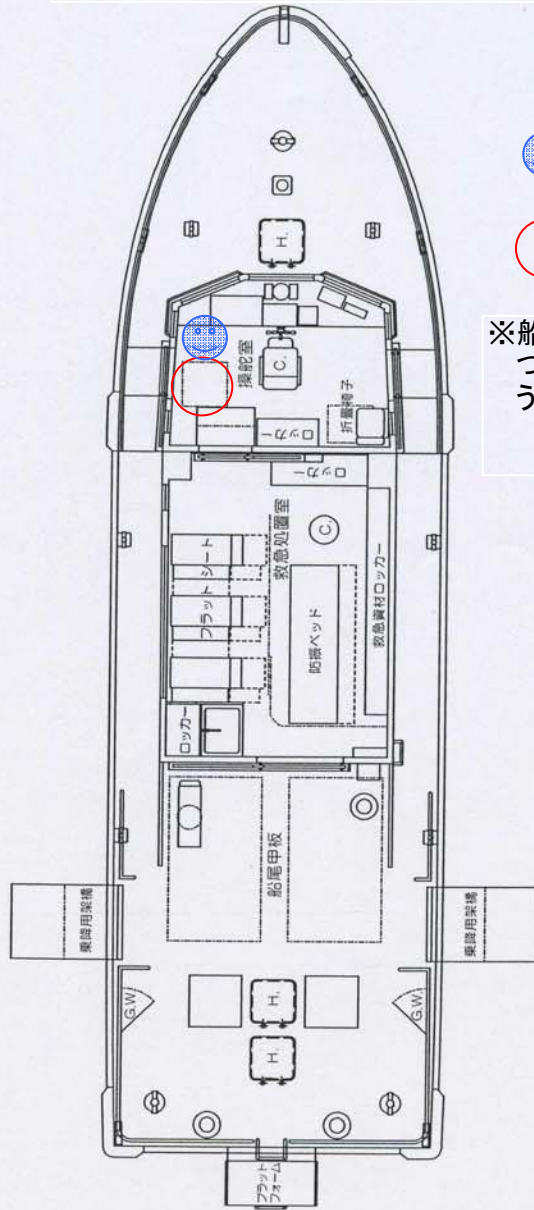 ※船
つ
う
H.
操舵室
C.
ロッカー
折畳椅子
ロッカー
救急処置室
C.
フラットシート
防振ベッド
救急資材ロッカー
ロッカー
船尾甲板
乗降用架橋
乗降用架橋
G.W.
H.
H.
G.W.
プラット
フォーム